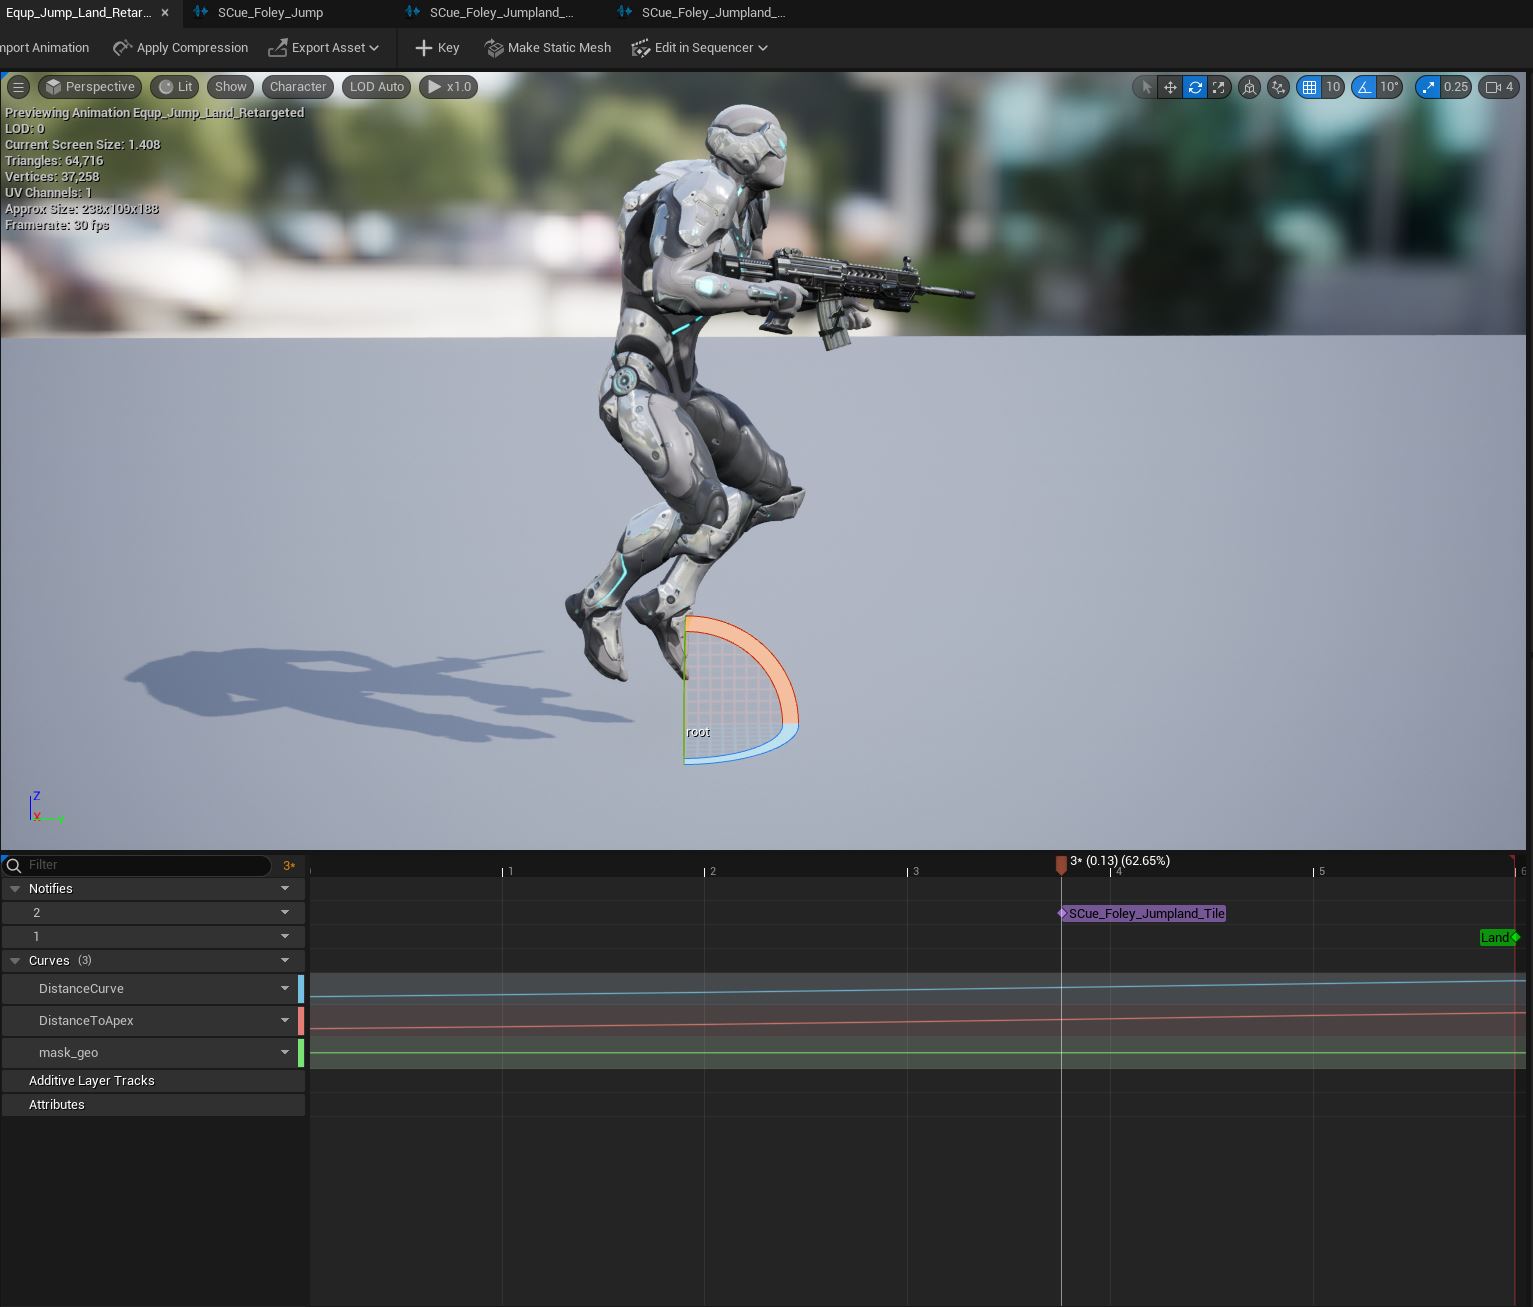 Equp_Jump_Land_Retar...
SCue_Foley_Jump
SCue_Foley_Jumpland_...
SCue_Foley_Jumpland_...
mport Animation
Apply Compression
Export Asset
Key
Make Static Mesh
Edit in Sequencer
Perspective
Lit
Show
Character
LOD Auto
x1.0
10
10°
0.25
4
Previewing Animation Equp_Jump_Land_Retargeted
LOD: 0
Current Screen Size: 1.408
Triangles: 64,716
Vertices: 37,258
UV Channels: 1
Approx Size: 238x109x188
Framerate: 30 fps
root
Z
X
Filter
3*
3* (0.13) (62.65%)
1
2
3
4
5
6
Notifies
2
SCue_Foley_Jumpland_Tile
1
Land
Curves (3)
DistanceCurve
DistanceToApex
mask_geo
Additive Layer Tracks
Attributes